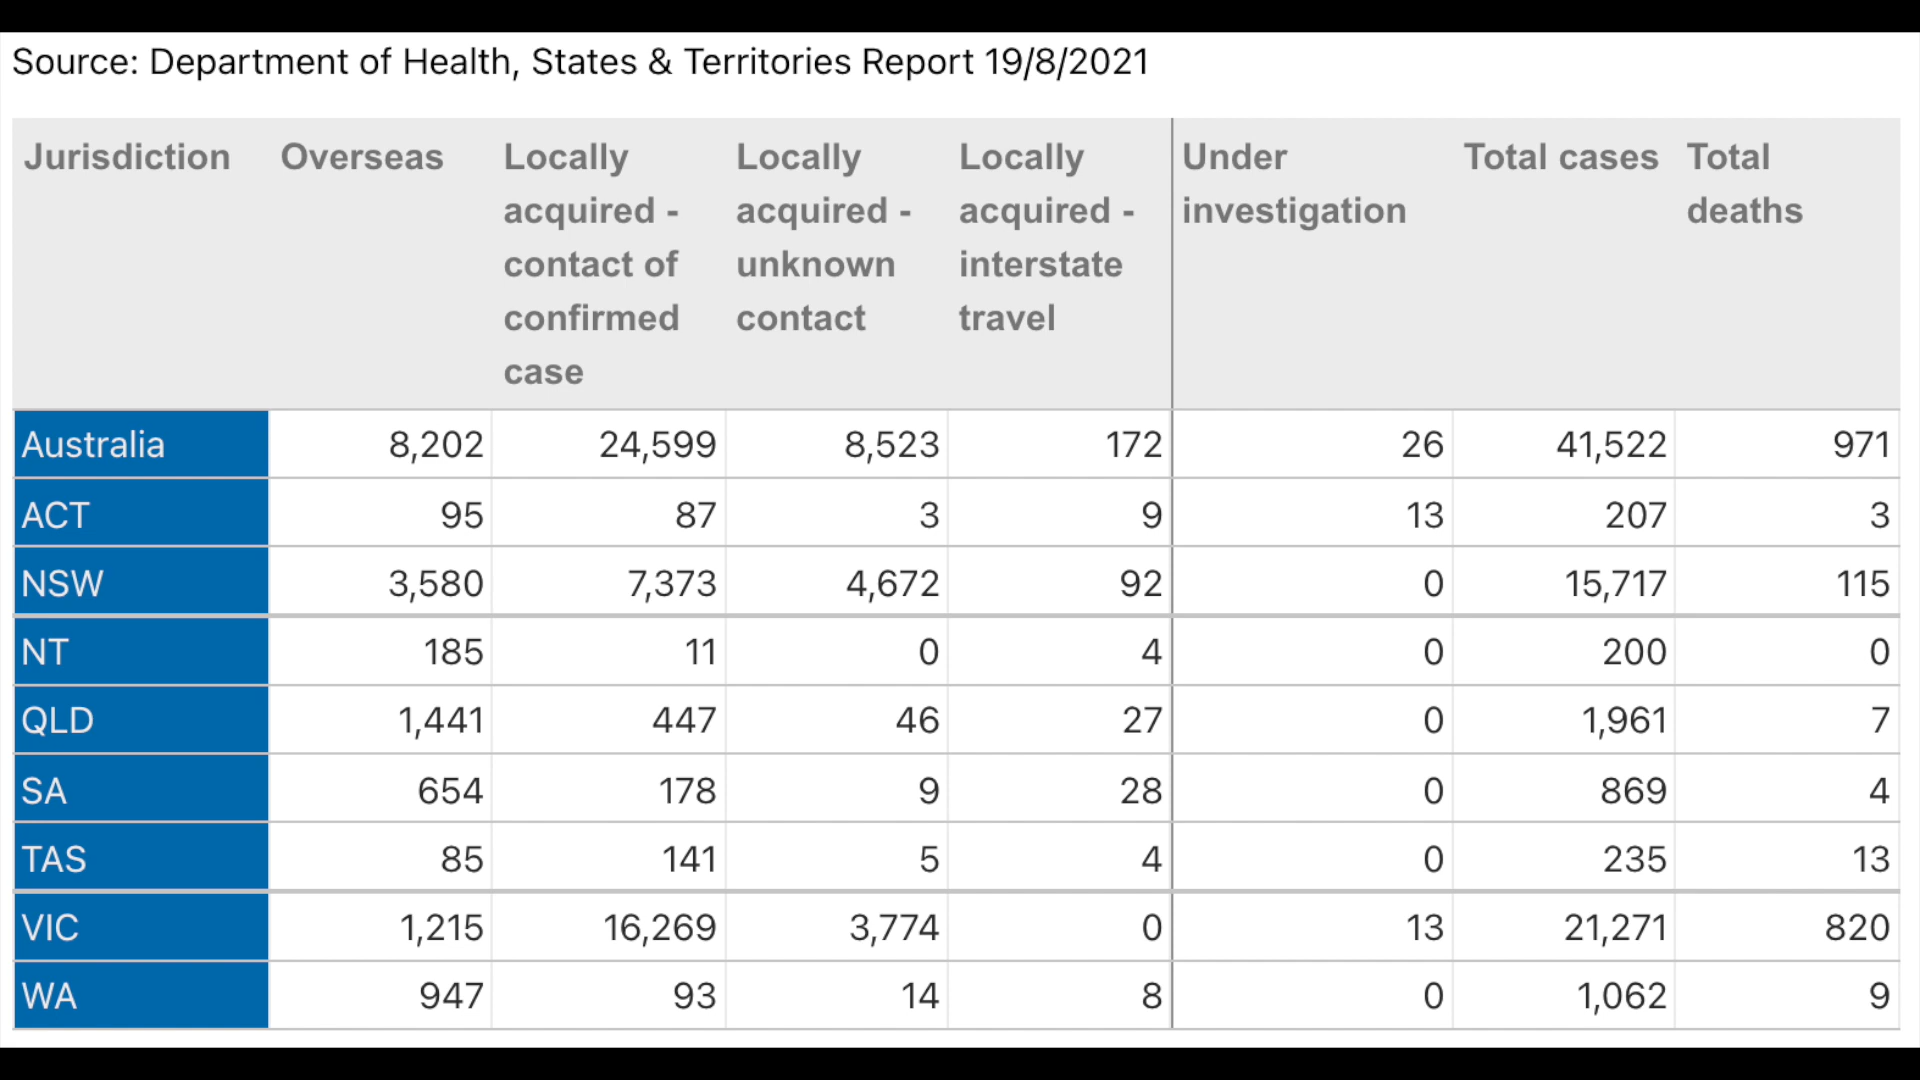 Source: Department of Health, States & Territories Report 19/8/2021
Jurisdiction Overseas Locally acquired - contact of confirmed case Locally acquired - unknown contact Locally acquired - interstate travel Under investigation Total cases Total deaths
Australia 8,202 24,599 8,523 172 26 41,522 971
ACT 95 87 3 9 13 207 3
NSW 3,580 7,373 4,672 92 0 15,717 115
NT 185 11 0 4 0 200 0
QLD 1,441 447 46 27 0 1,961 7
SA 654 178 9 28 0 869 4
TAS 85 141 5 4 0 235 13
VIC 1,215 16,269 3,774 0 13 21,271 820
WA 947 93 14 8 0 1,062 9